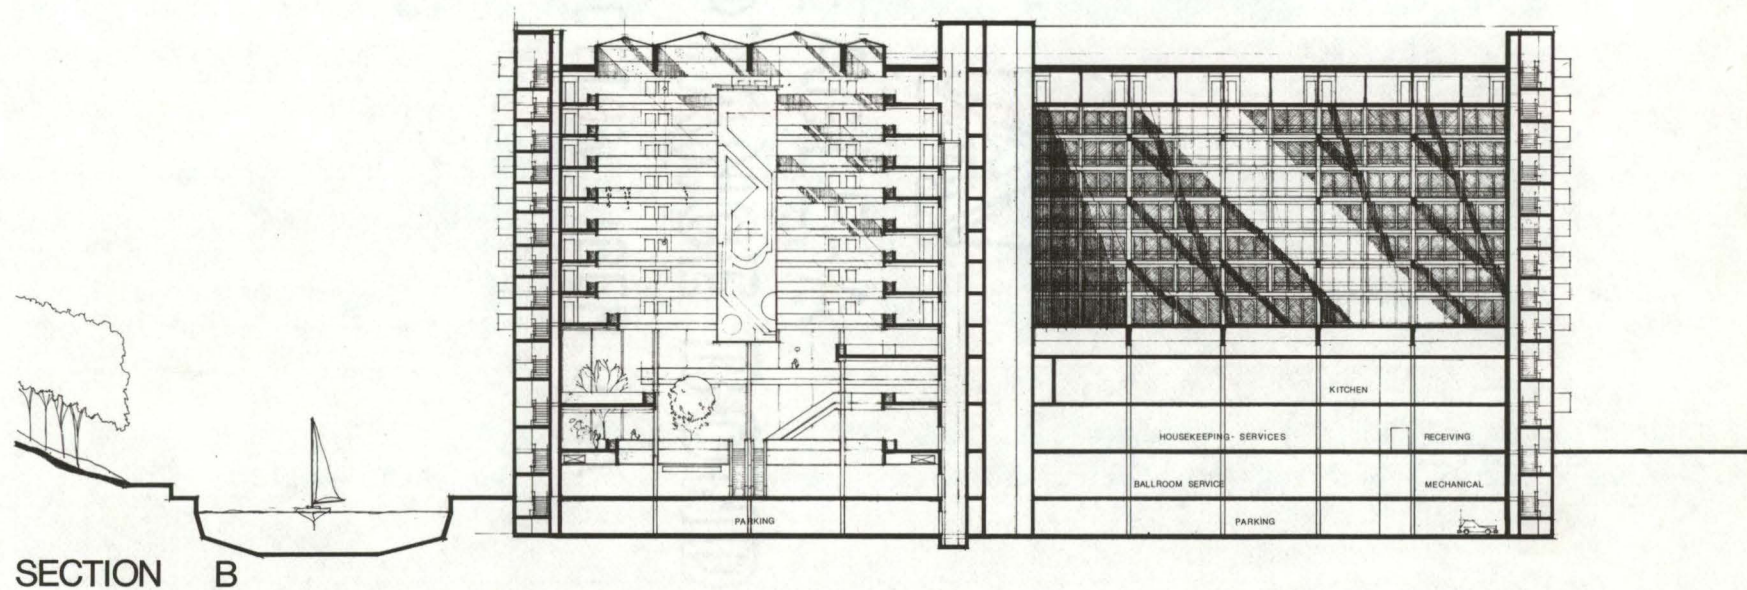 KITCHEN
HOUSEKEEPING - SERVICES
RECEIVING
BALLROOM SERVICE
MECHANICAL
PARKING
PARKING
SECTION B